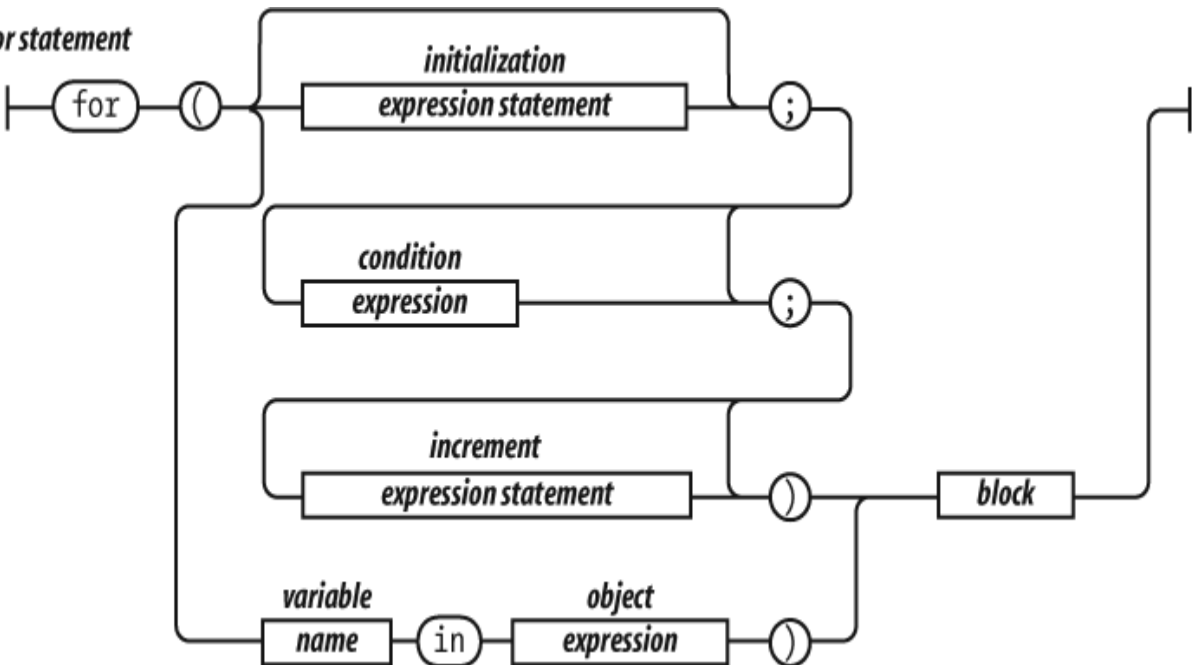 or statement
initialization
for ( expression statement ;
condition
expression ;
increment
expression statement ) block
variable object
name in expression )